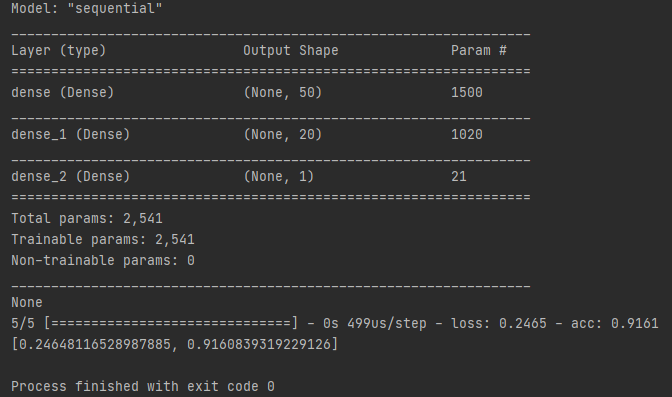 Model: "sequential"
_________________________________________________________________
Layer (type)                 Output Shape              Param #
=================================================================
dense (Dense)                (None, 50)                1500
_________________________________________________________________
dense_1 (Dense)              (None, 20)                1020
_________________________________________________________________
dense_2 (Dense)              (None, 1)                 21
=================================================================
Total params: 2,541
Trainable params: 2,541
Non-trainable params: 0
_________________________________________________________________
None
5/5 [==============================] - 0s 499us/step - loss: 0.2465 - acc: 0.9161
[0.24648116528987885, 0.9160839319229126]
Process finished with exit code 0